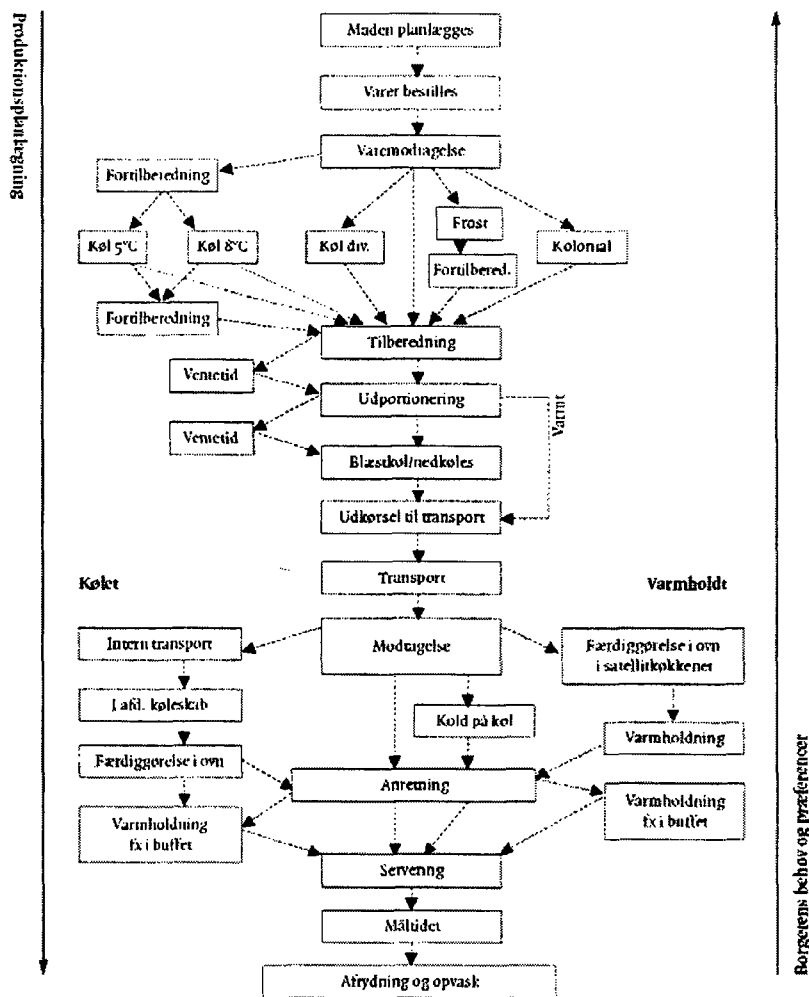 Produktionsplanlægning
Maden planlægges
Varer bestilles
Varemodtagelse
Fortilberedning
Frost
Køl 5°C
Køl 8°C
Køl div.
Kolonial
Fortilbered.
Fortilberedning
Tilberedning
Ventetid
Udportionering
Varmt
Ventetid
Blæstkøl/nedkøles
Udkørsel til transport
Transport
Kølet
Varmholdt
Intern transport
Modtagelse
Færdiggørelse i ovn
i satellitkøkkener
I afd. køleskab
Kold på køl
Varmholdning
Færdiggørelse i ovn
Anretning
Varmholdning
fx i buffet
Varmholdning
fx i buffet
Servering
Måltidet
Afrydning og opvask
Borgerens behov og præferencer